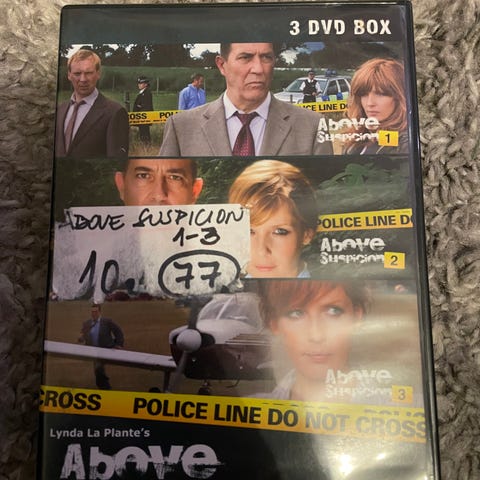 3 DVD BOX
CROSS POLICE LINE
Above
Suspicion 1
POLICE LINE DO
Above
Suspicion 2
ABOVE SUSPICION
1-3
10,- 77
Above
Suspicion 3
CROSS POLICE LINE DO NOT CROSS
Lynda La Plante's
Above